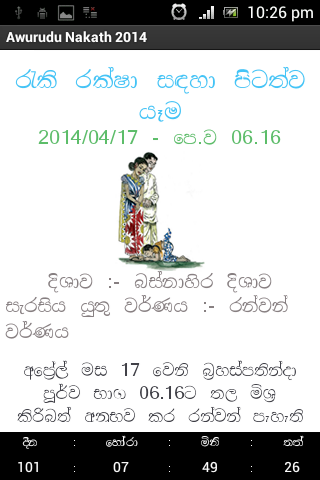 10:26 pm
Awurudu Nakath 2014
රැකී රක්ෂා සඳහා පිටත්ව
යෑම
2014/04/17 - පෙ.ව 06.16
දිශාව :- බස්නාහිර දිශාව
සැරසිය යුතු වර්ණය :- රන්වන්
වර්ණය
අප්‍රේල් මස 17 වෙනි බ්‍රහස්පතින්දා
පූර්ව භාග 06.16ට තල මිශ්‍ර
කිරිබත් අනුභව කර රන්වන් පැහැති
දින : හෝරා : මිනි : තත්
101 : 07 : 49 : 26